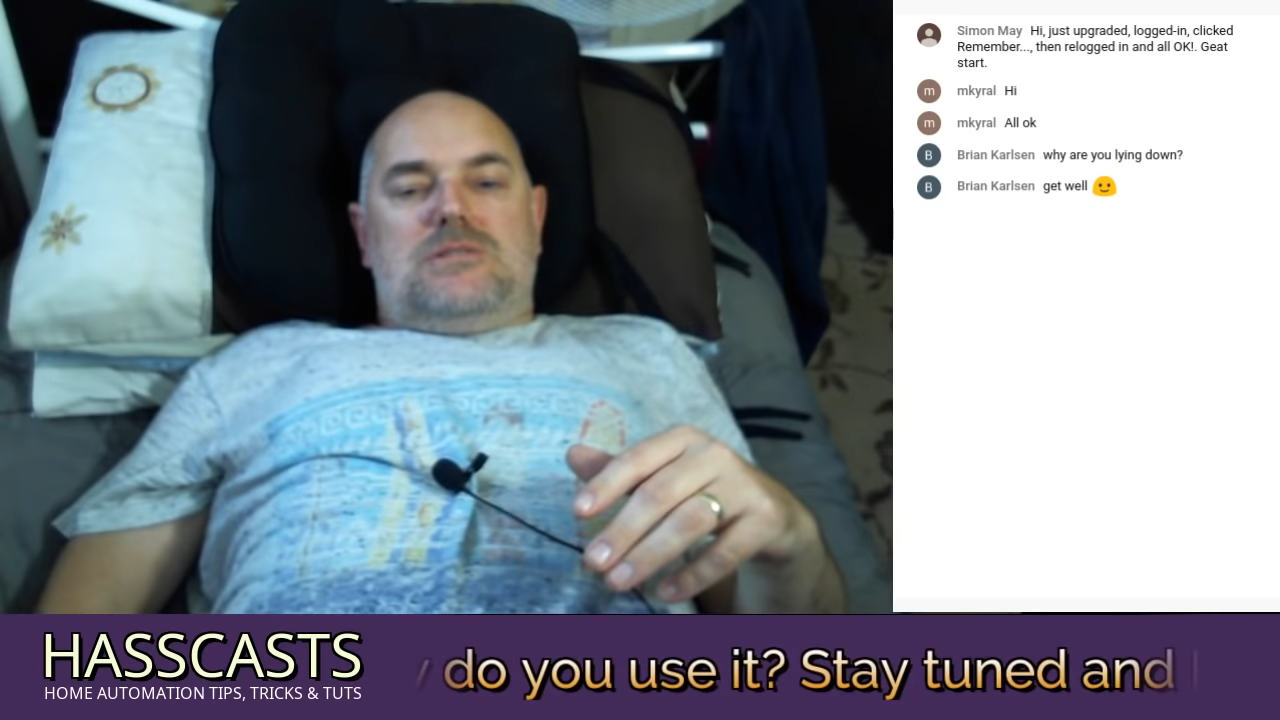 Simon May Hi, just upgraded, logged-in, clicked
Remember..., then relogged in and all OK!. Geat
start.
m mkyral Hi
m mkyral All ok
B Brian Karlsen why are you lying down?
B Brian Karlsen get well
HASSCASTS
HOME AUTOMATION TIPS, TRICKS & TUTS
do you use it? Stay tuned and